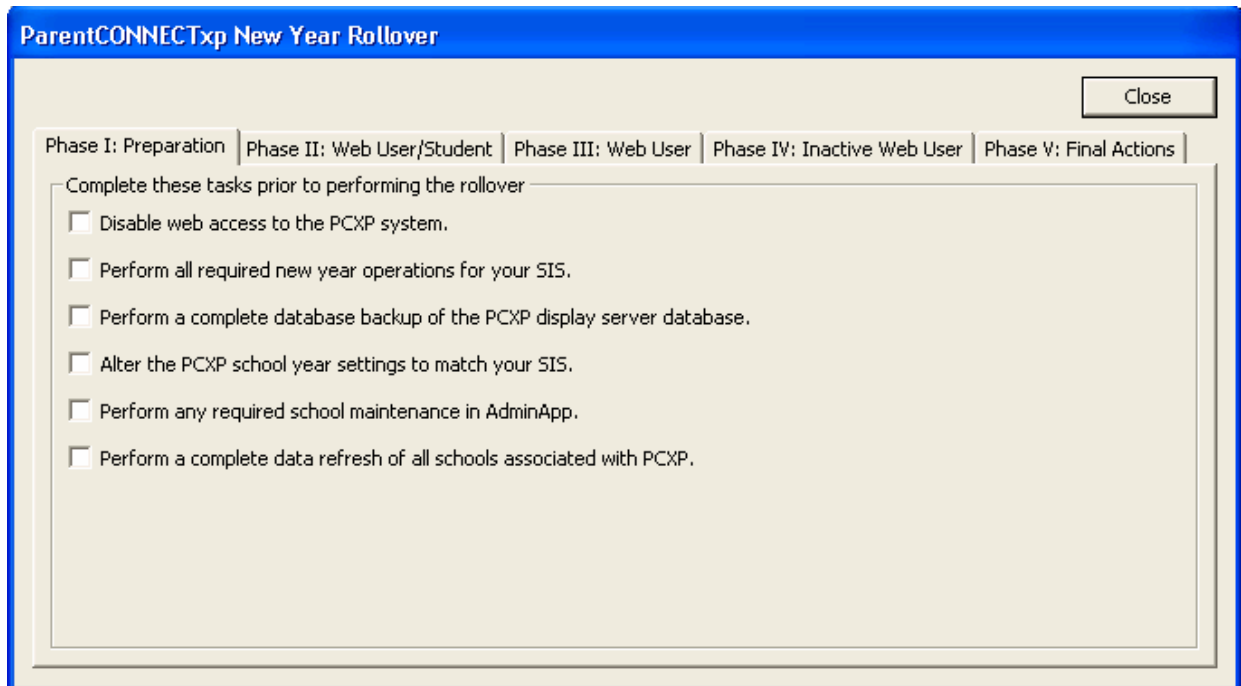 ParentCONNECTxp New Year Rollover
Close
Phase I: Preparation Phase II: Web User/Student Phase III: Web User Phase IV: Inactive Web User Phase V: Final Actions
Complete these tasks prior to performing the rollover
Disable web access to the PCXP system.
Perform all required new year operations for your SIS.
Perform a complete database backup of the PCXP display server database.
Alter the PCXP school year settings to match your SIS.
Perform any required school maintenance in AdminApp.
Perform a complete data refresh of all schools associated with PCXP.